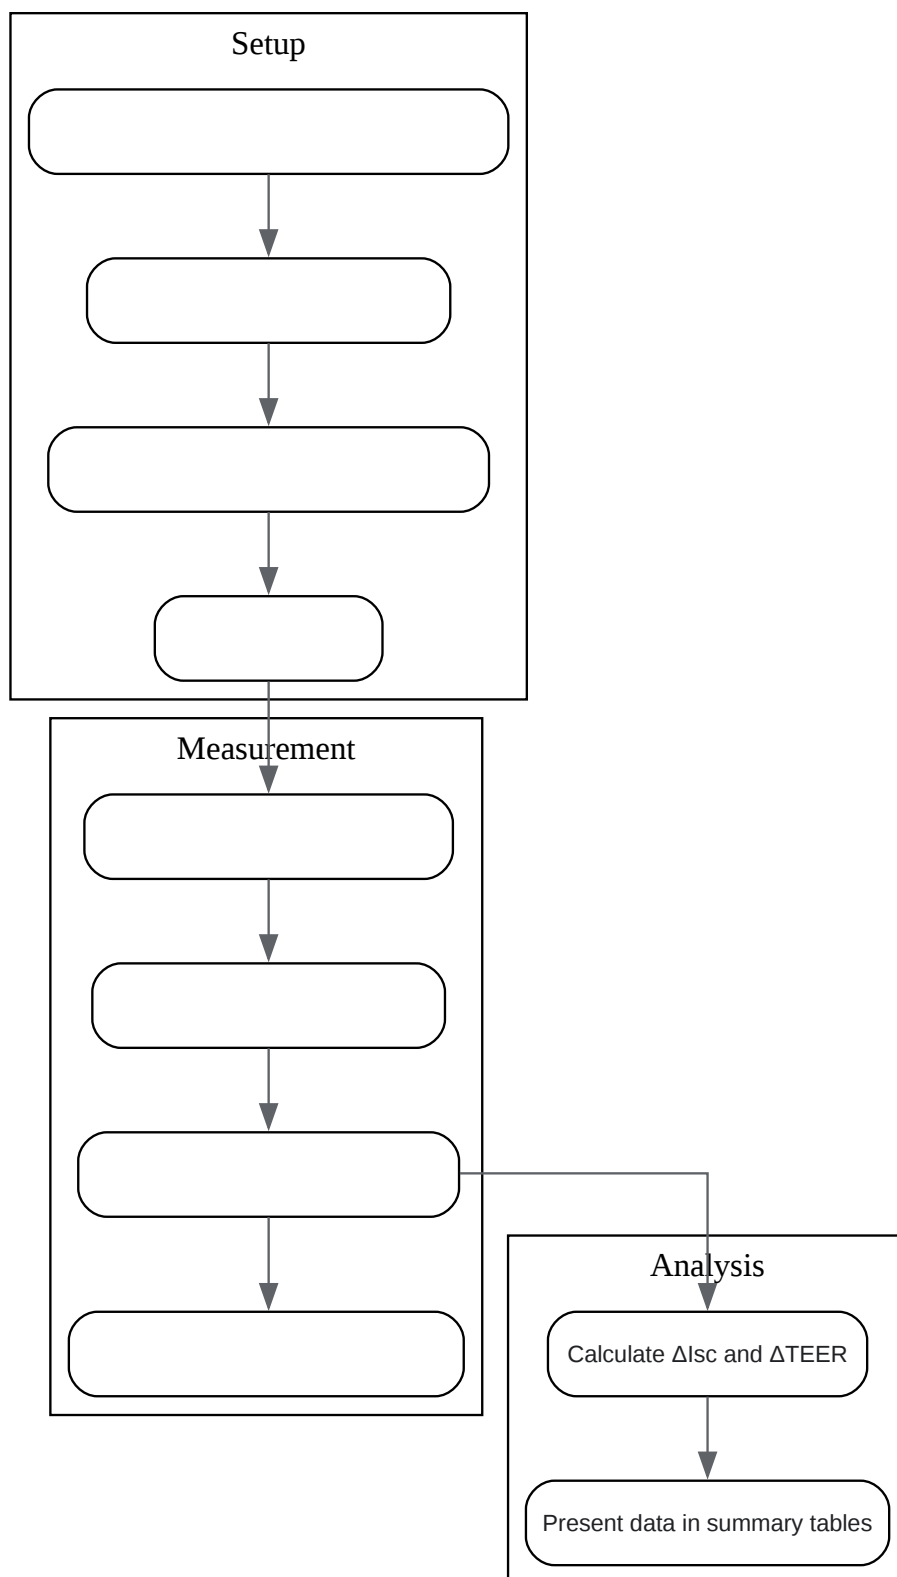 Setup
Measurement
Analysis
Calculate ΔIsc and ΔTEER
Present data in summary tables